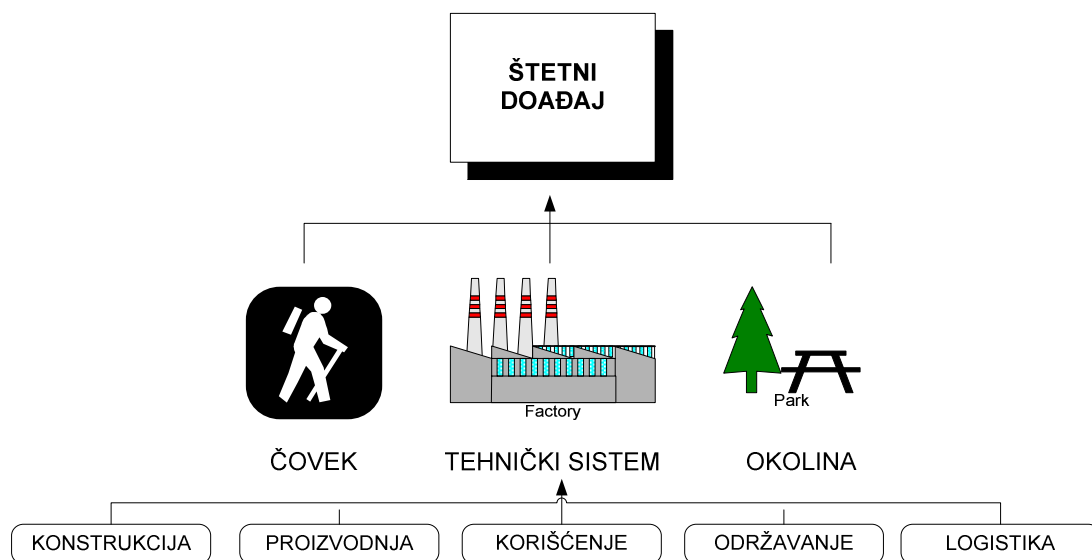 ŠTETNI
DOAĐAJ
Factory
Park
ČOVEK
TEHNIČKI SISTEM
OKOLINA
KONSTRUKCIJA
PROIZVODNJA
KORIŠĆENJE
ODRŽAVANJE
LOGISTIKA